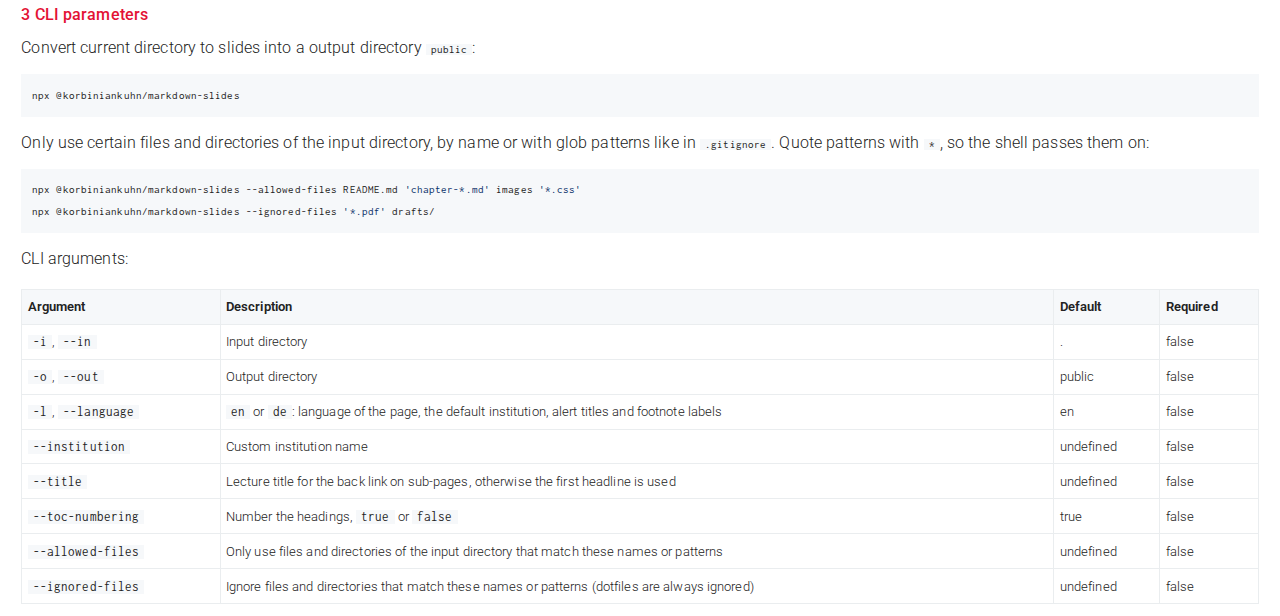 3 CLI parameters
Convert current directory to slides into a output directory public :
npx @korbiniankuhn/markdown-slides
Only use certain files and directories of the input directory, by name or with glob patterns like in .gitignore . Quote patterns with * , so the shell passes them on:
npx @korbiniankuhn/markdown-slides --allowed-files README.md 'chapter-*.md' images '*.css'
npx @korbiniankuhn/markdown-slides --ignored-files '*.pdf' drafts/
CLI arguments:
Argument Description Default Required
-i , --in Input directory . false
-o , --out Output directory public false
-l , --language en or de : language of the page, the default institution, alert titles and footnote labels en false
--institution Custom institution name undefined false
--title Lecture title for the back link on sub-pages, otherwise the first headline is used undefined false
--toc-numbering Number the headings, true or false true false
--allowed-files Only use files and directories of the input directory that match these names or patterns undefined false
--ignored-files Ignore files and directories that match these names or patterns (dotfiles are always ignored) undefined false